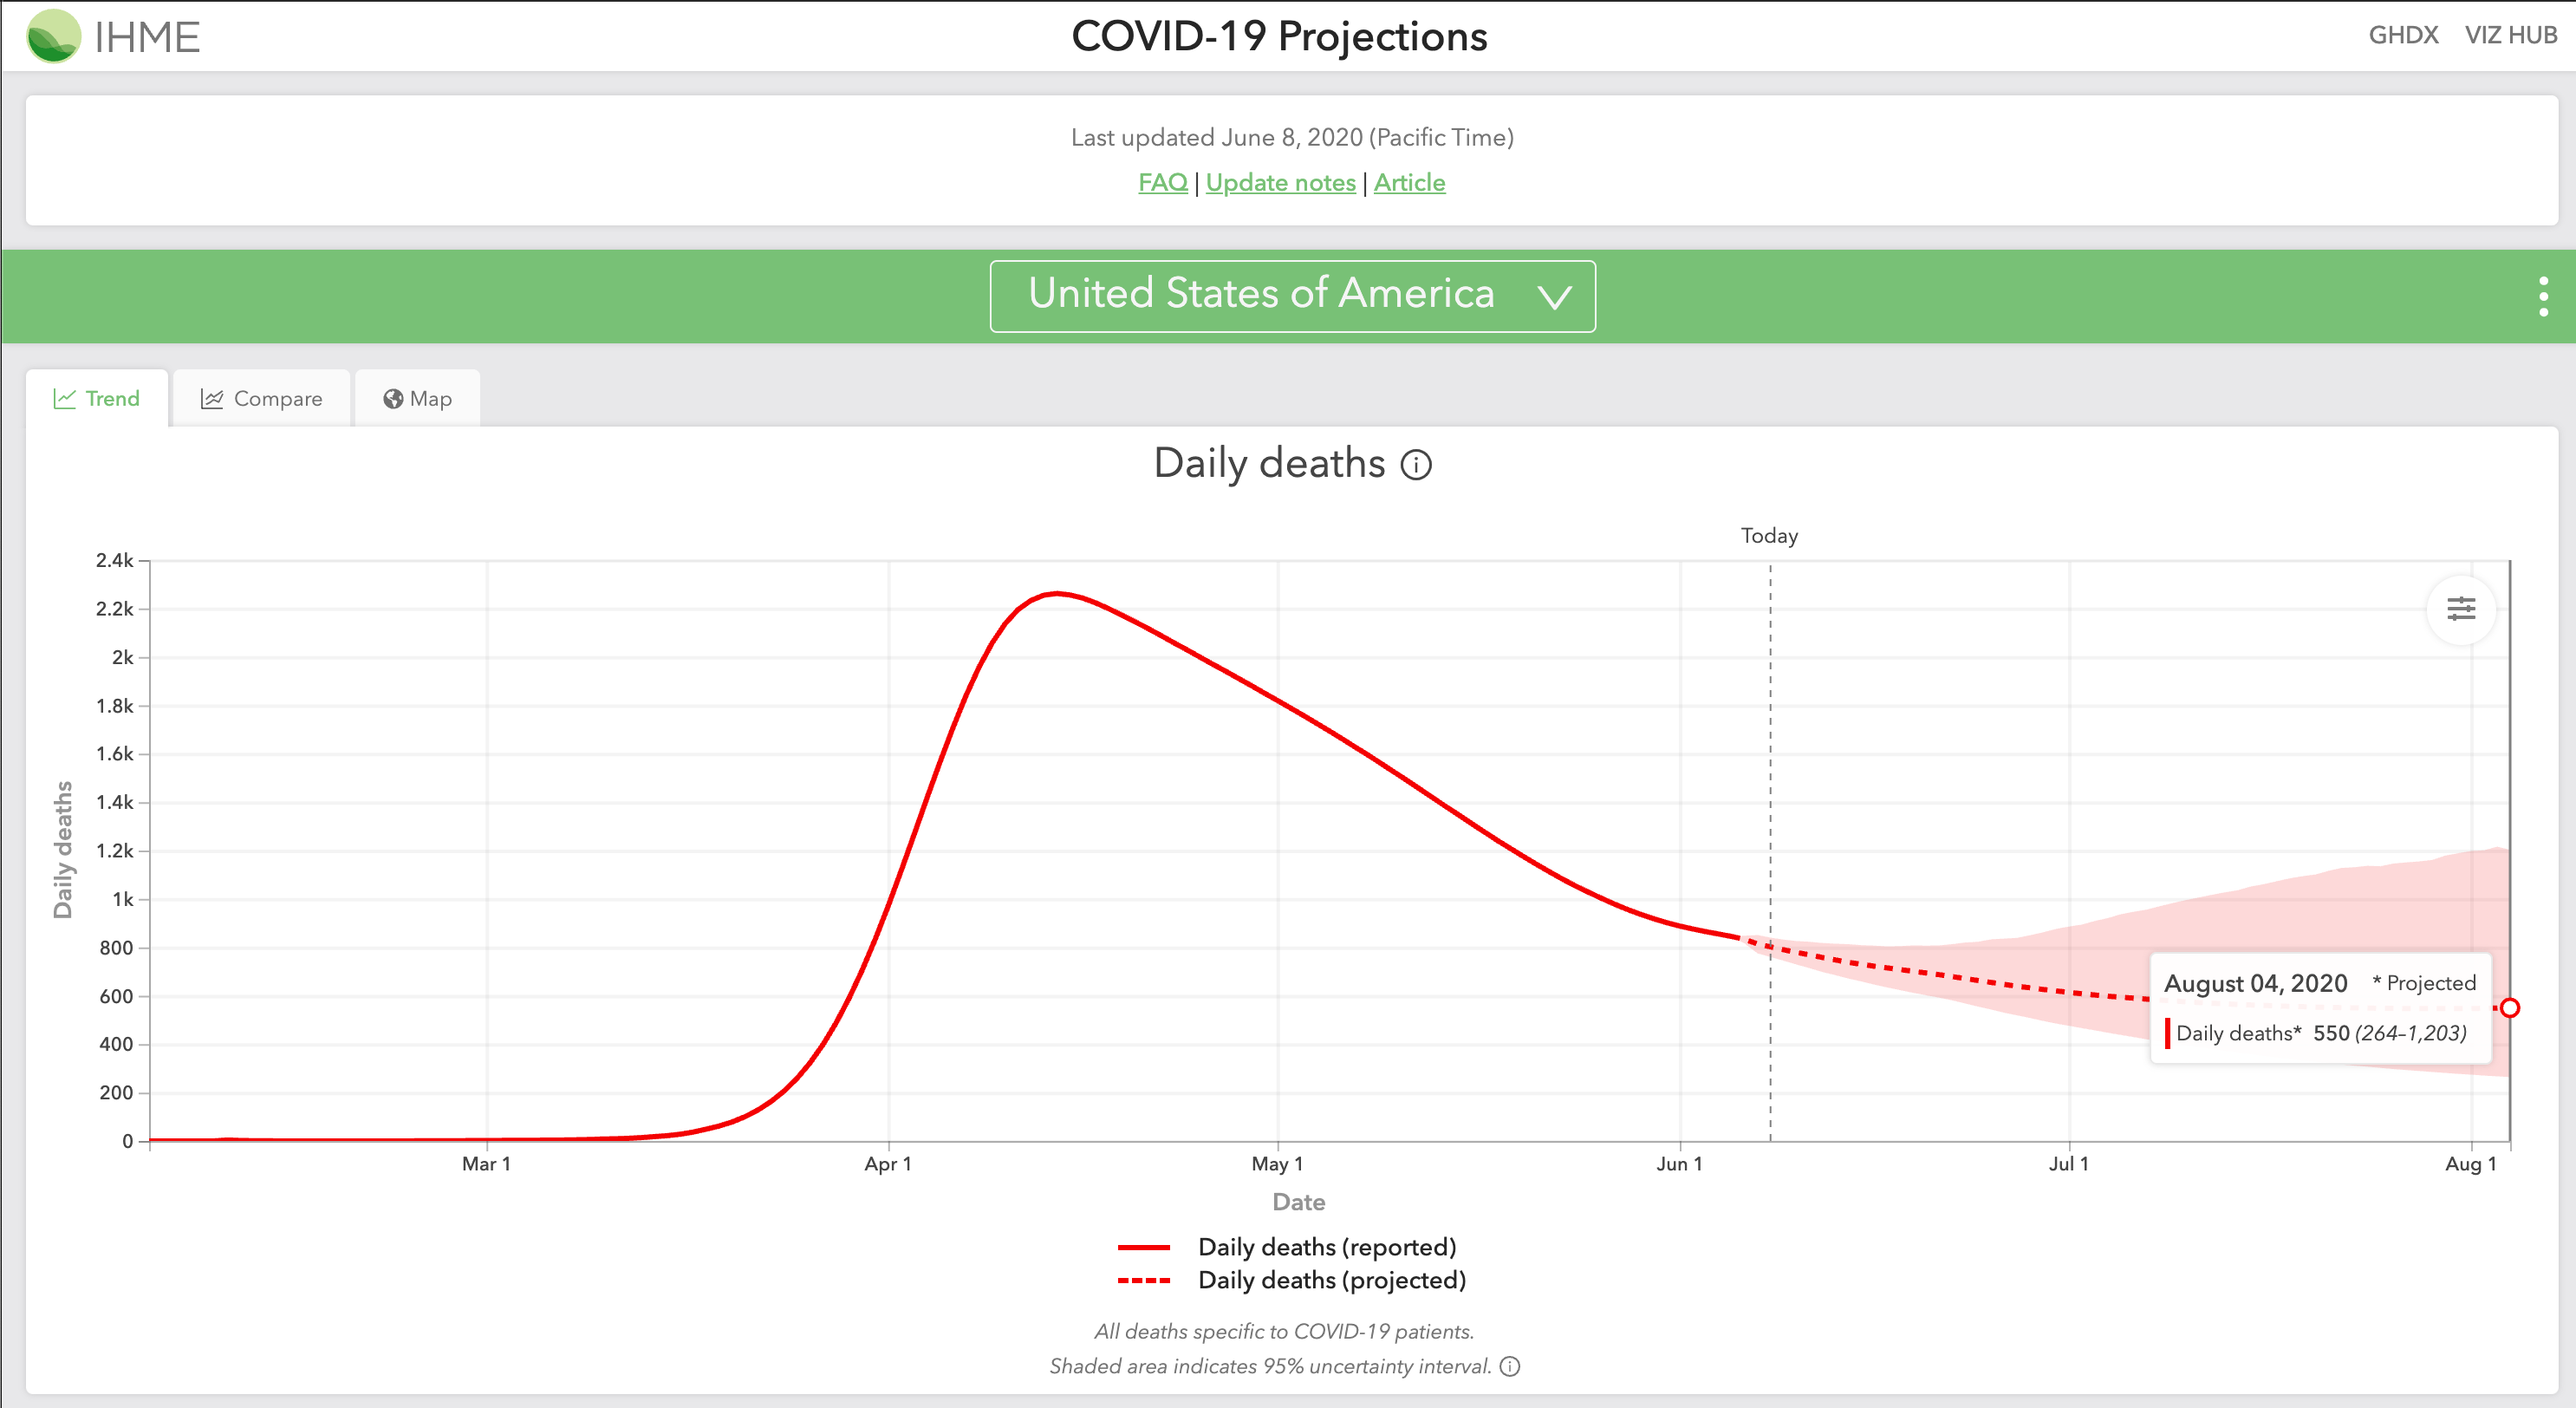 IHME
COVID-19 Projections
GHDX VIZ HUB
Last updated June 8, 2020 (Pacific Time)
FAQ | Update notes | Article
United States of America
Trend
Compare
Map
Daily deaths
Today
2.4k
2.2k
2k
1.8k
1.6k
1.4k
1.2k
1k
800
600
400
200
0
Daily deaths
August 04, 2020 * Projected
Daily deaths* 550 (264–1,203)
Mar 1
Apr 1
May 1
Jun 1
Jul 1
Aug 1
Date
Daily deaths (reported)
Daily deaths (projected)
All deaths specific to COVID-19 patients.
Shaded area indicates 95% uncertainty interval.